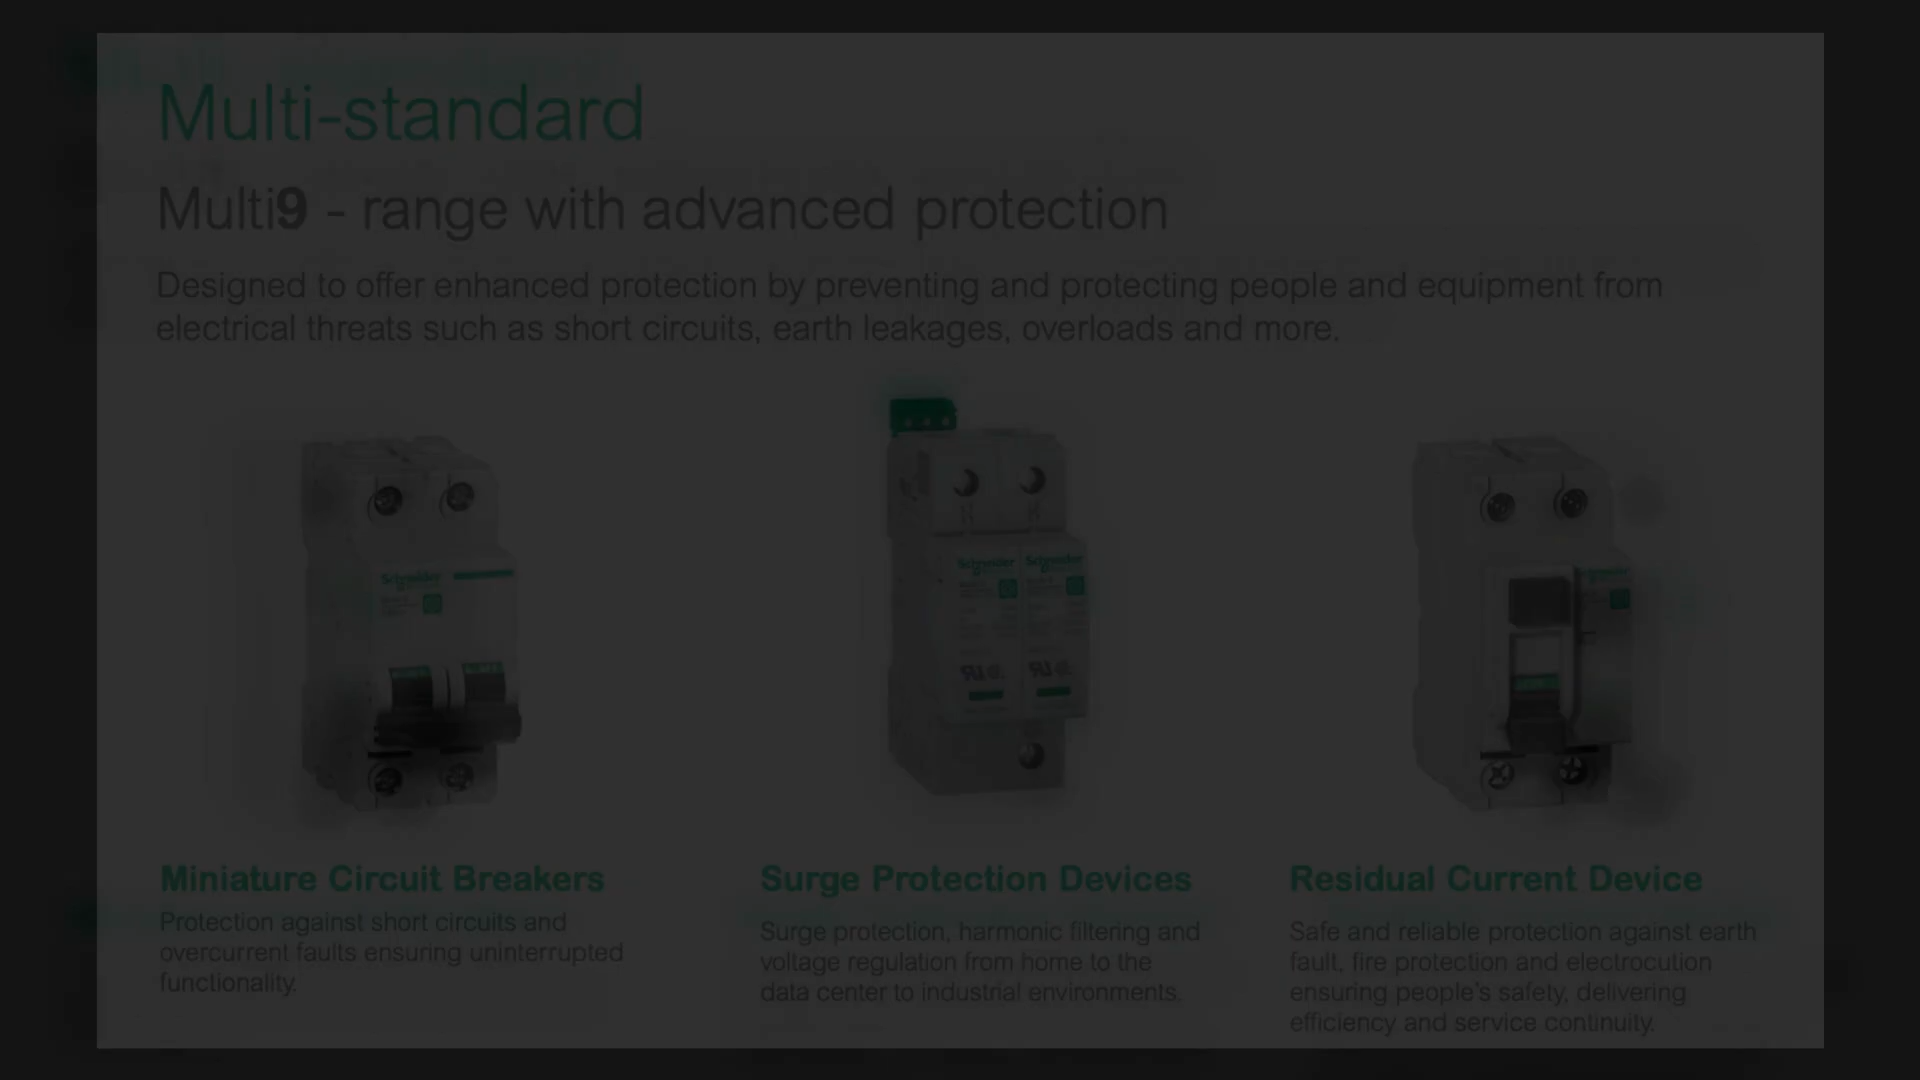 Multi-standard
Multi9 - range with advanced protection
Designed to offer enhanced protection by preventing and protecting people and equipment from
electrical threats such as short circuits, earth leakages, overloads and more.
Schneider
Schneider
Schneider
Schneider
Miniature Circuit Breakers
Protection against short circuits and
overcurrent faults ensuring uninterrupted
functionality.
Surge Protection Devices
Surge protection, harmonic filtering and
voltage regulation from home to the
data center to industrial environments.
Residual Current Device
Safe and reliable protection against earth
fault, fire protection and electrocution
ensuring people's safety, delivering
efficiency and service continuity.